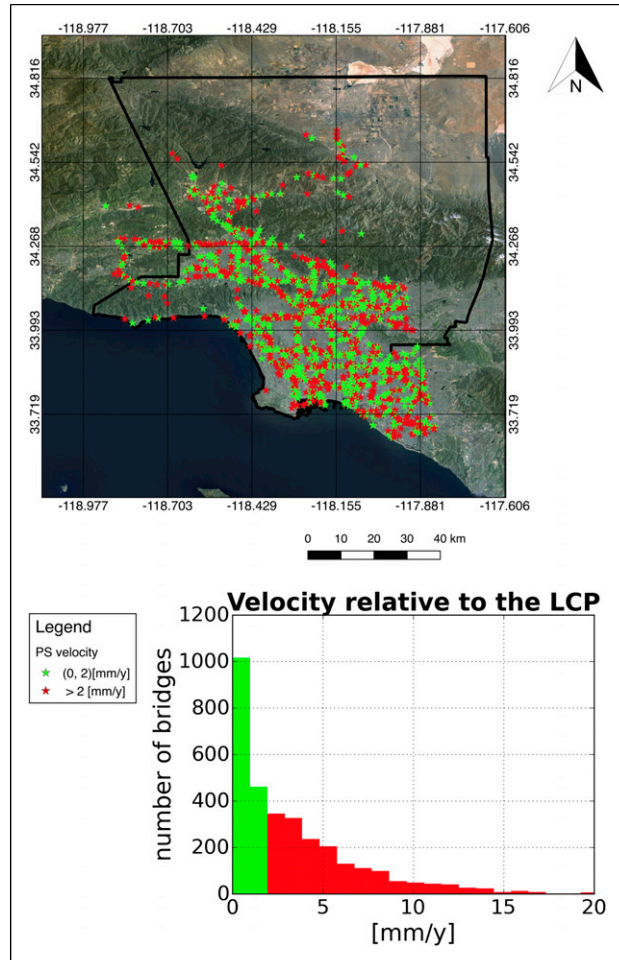 -118.977 -118.703 -118.429 -118.155 -117.881 -117.606
34.816 34.816
N
34.542 34.542
34.268 34.268
33.993 33.993
33.719 33.719
-118.977 -118.703 -118.429 -118.155 -117.881 -117.606
0 10 20 30 40 km
Velocity relative to the LCP
Legend
PS velocity
(0, 2)[mm/y]
> 2 [mm/y]
number of bridges
1200
1000
800
600
400
200
0
0 5 10 15 20
[mm/y]